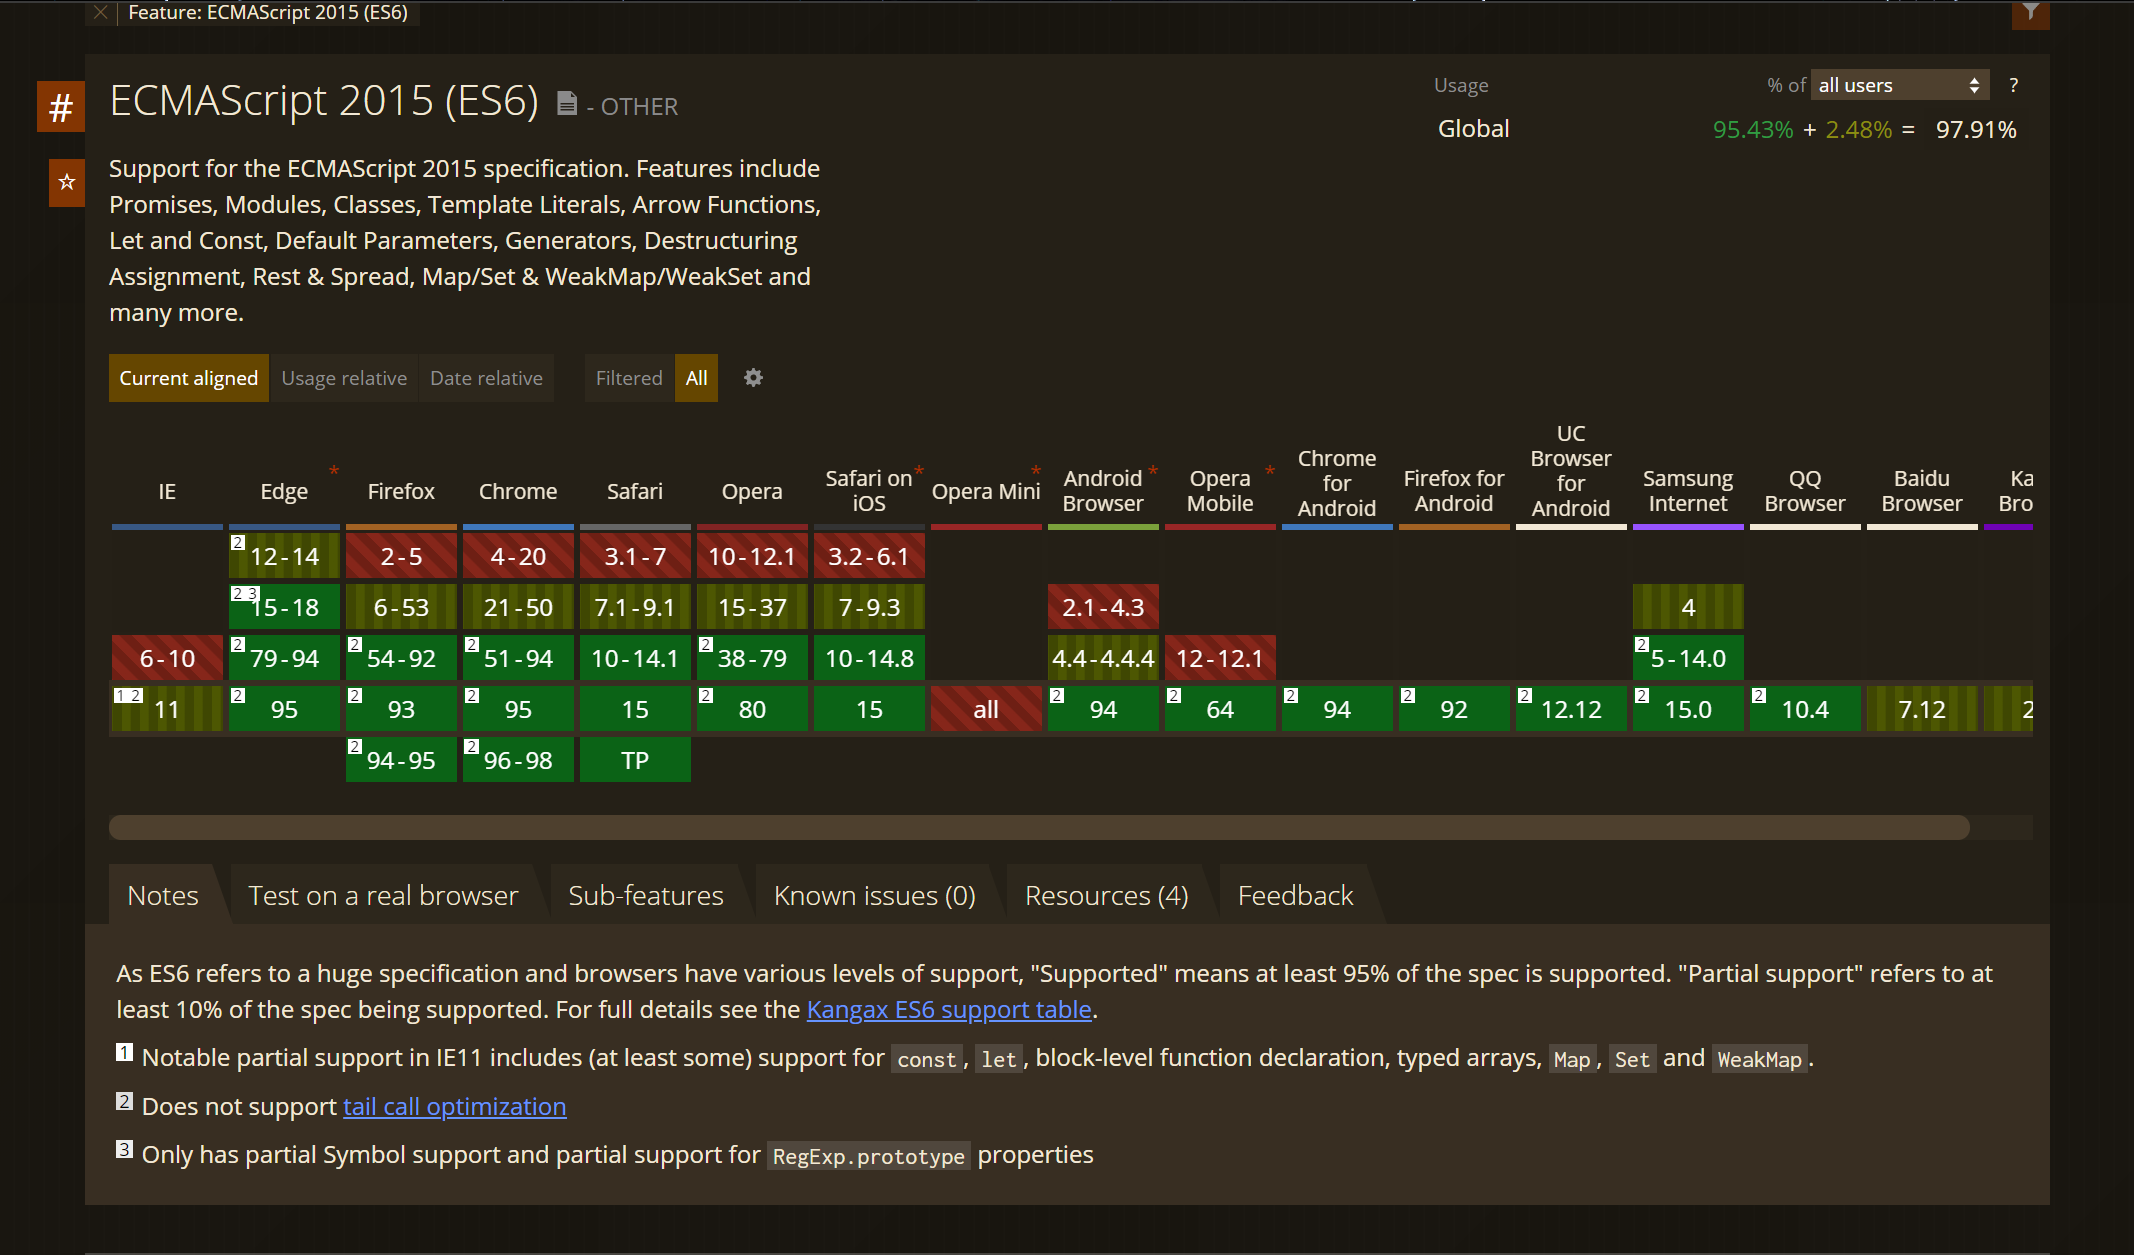 Feature: ECMAScript 2015 (ES6)
# ECMAScript 2015 (ES6) - OTHER
Usage % of all users ?
Global 95.43% + 2.48% = 97.91%
Support for the ECMAScript 2015 specification. Features include
Promises, Modules, Classes, Template Literals, Arrow Functions,
Let and Const, Default Parameters, Generators, Destructuring
Assignment, Rest & Spread, Map/Set & WeakMap/WeakSet and
many more.
Current aligned Usage relative Date relative Filtered All
IE
Edge *
Firefox
Chrome
Safari
Opera
Safari on *
iOS
Opera Mini *
Android *
Browser
Opera *
Mobile
Chrome
for
Android
Firefox for
Android
UC
Browser
for
Android
Samsung
Internet
QQ
Browser
Baidu
Browser
Ka
Bro
2 12-14 2-5 4-20 3.1-7 10-12.1 3.2-6.1
2 3 15-18 6-53 21-50 7.1-9.1 15-37 7-9.3 2.1-4.3 4
6-10 2 79-94 2 54-92 2 51-94 10-14.1 2 38-79 10-14.8 4.4-4.4.4 12-12.1 2 5-14.0
1 2 11 2 95 2 93 2 95 15 2 80 15 all 2 94 2 64 2 94 2 92 2 12.12 2 15.0 2 10.4 7.12 2
2 94-95 2 96-98 TP
Notes Test on a real browser Sub-features Known issues (0) Resources (4) Feedback
As ES6 refers to a huge specification and browsers have various levels of support, "Supported" means at least 95% of the spec is supported. "Partial support" refers to at
least 10% of the spec being supported. For full details see the Kangax ES6 support table.
1 Notable partial support in IE11 includes (at least some) support for const, let, block-level function declaration, typed arrays, Map, Set and WeakMap.
2 Does not support tail call optimization
3 Only has partial Symbol support and partial support for RegExp.prototype properties